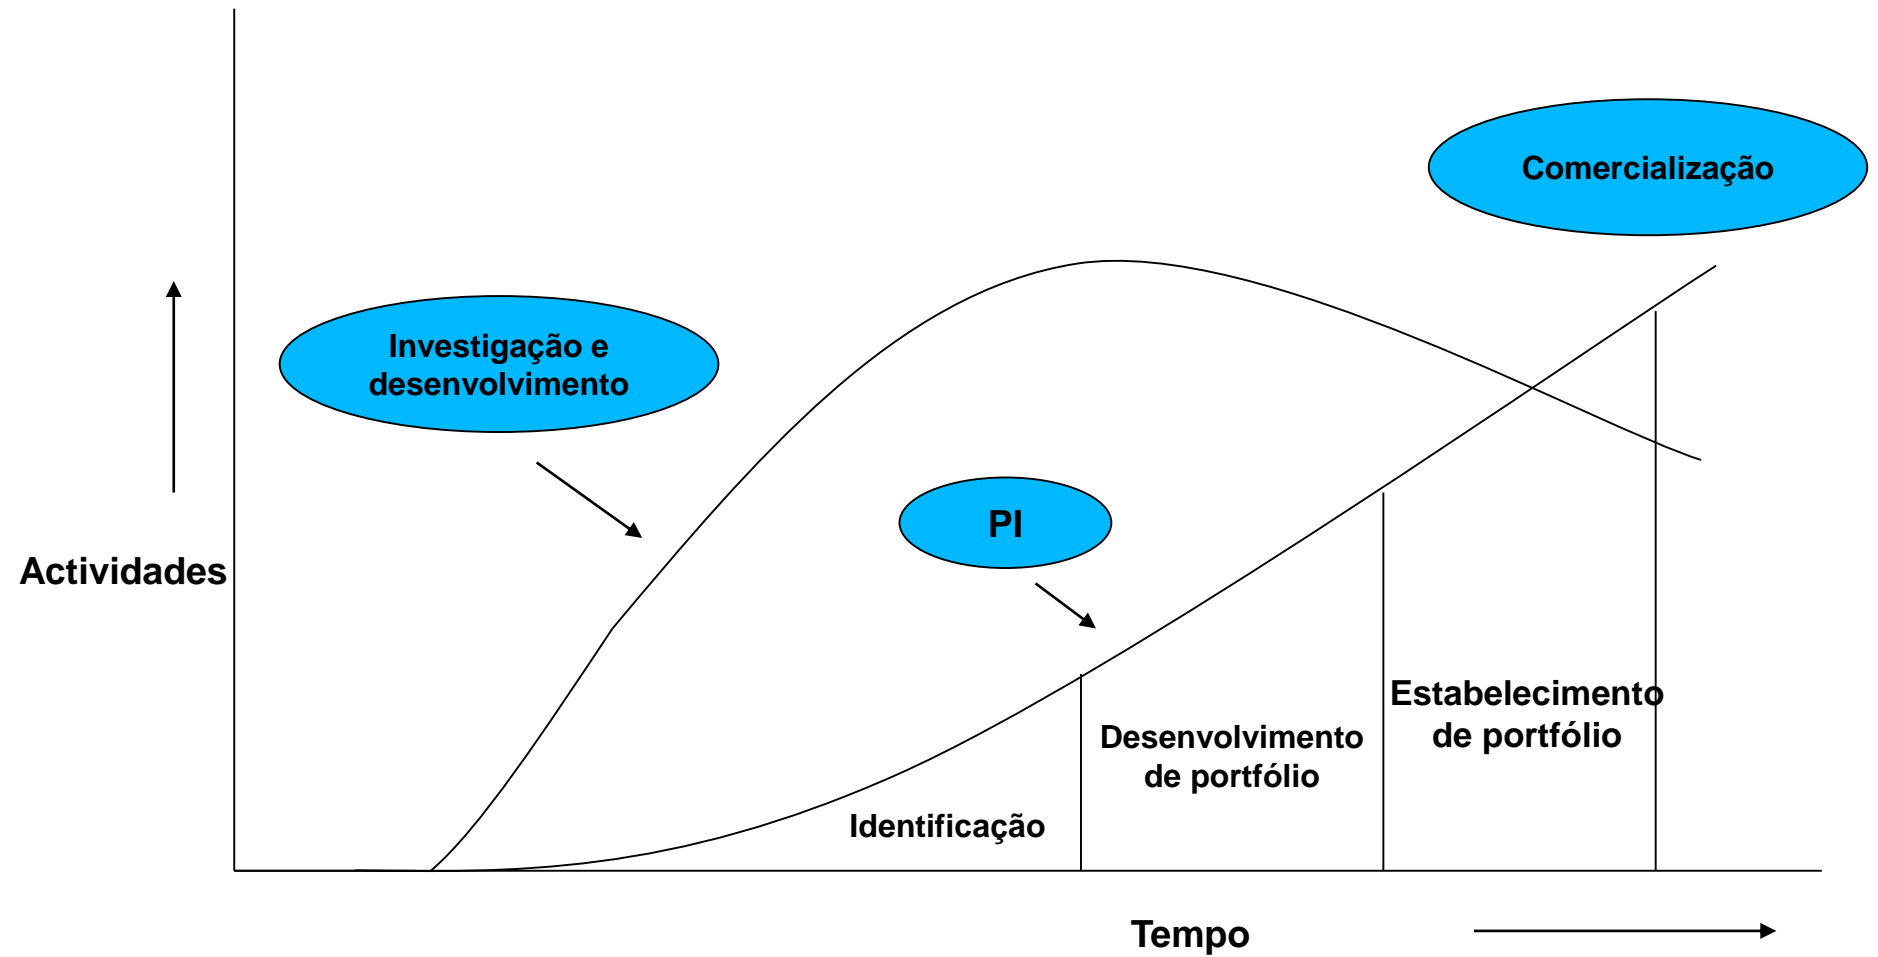 Comercialização
Investigação e
desenvolvimento
PI
Actividades
Estabelecimento
de portfólio
Desenvolvimento
de portfólio
Identificação
Tempo